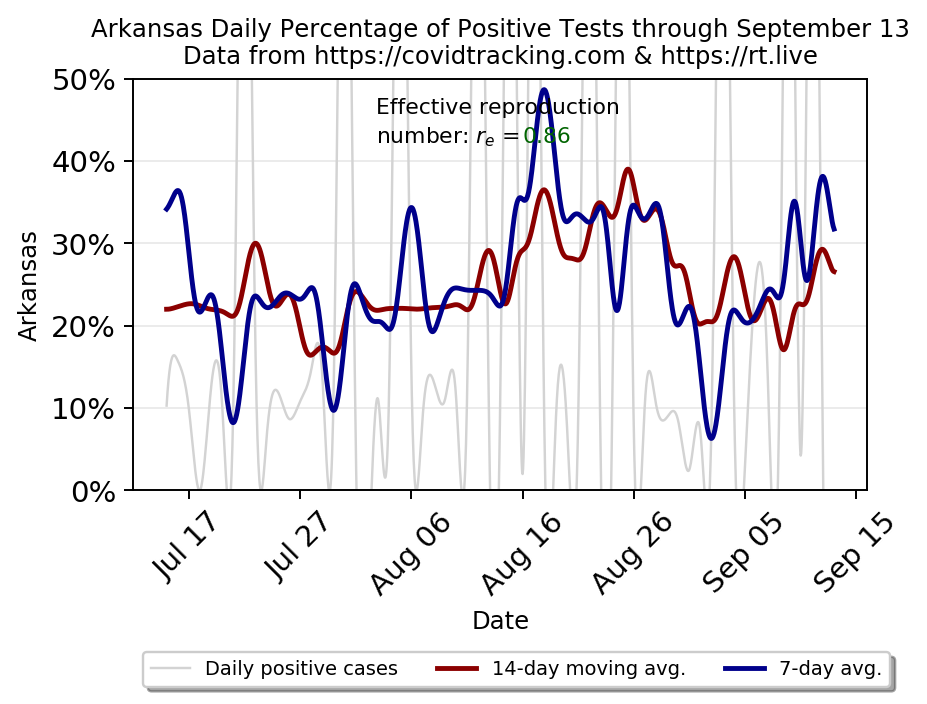 Arkansas Daily Percentage of Positive Tests through September 13
Data from https://covidtracking.com & https://rt.live
50%
Effective reproduction
number: rₑ = 0.86
40%
30%
20%
10%
0%
Arkansas
Jul 17
Jul 27
Aug 06
Aug 16
Aug 26
Sep 05
Sep 15
Date
Daily positive cases
14-day moving avg.
7-day avg.